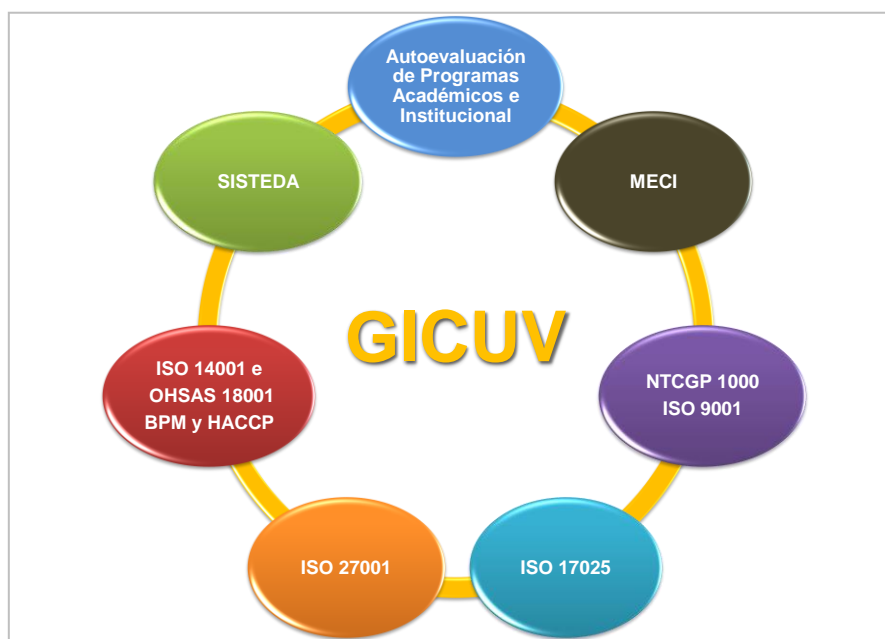 Autoevaluación
de Programas
Académicos e
Institucional
SISTEDA
MECI
GICUV
ISO 14001 e
OHSAS 18001
BPM y HACCP
NTCGP 1000
ISO 9001
ISO 27001
ISO 17025